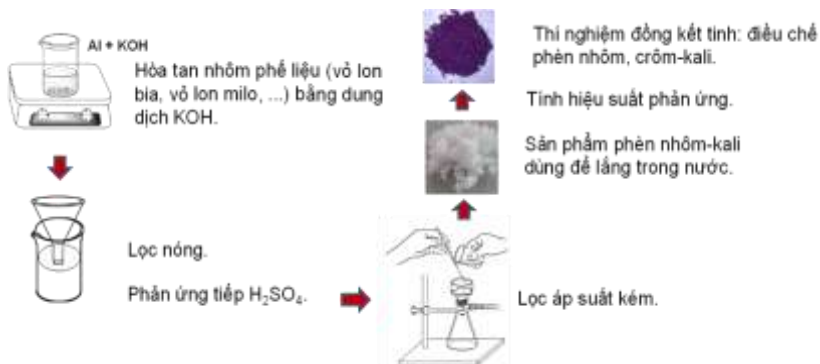 Al + KOH
Hòa tan nhôm phế liệu (vỏ lon
bia, vỏ lon milo, ...) bằng dung
dịch KOH.
Lọc nóng.
Phản ứng tiếp H₂SO₄.
Lọc áp suất kém.
Sản phẩm phèn nhôm-kali
dùng để lắng trong nước.
Tính hiệu suất phản ứng.
Thí nghiệm đồng kết tinh: điều chế
phèn nhôm, crôm-kali.